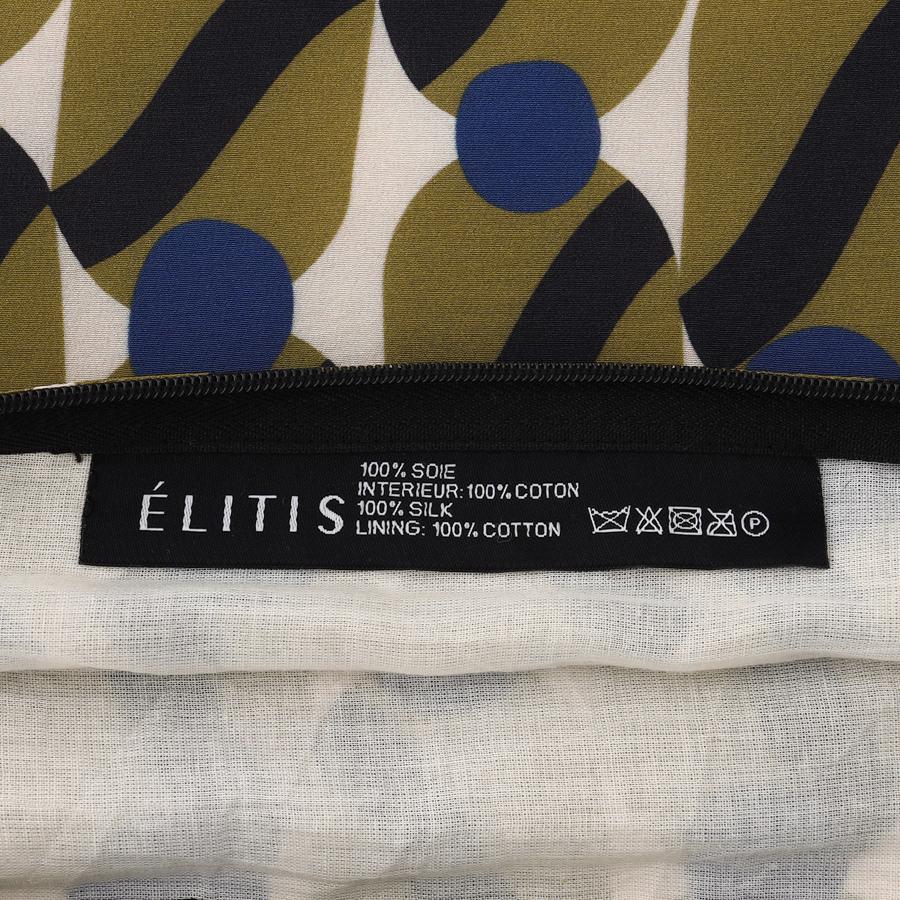 ÉLITIS
100% SOIE
INTERIEUR: 100% COTON
100% SILK
LINING: 100% COTTON
P